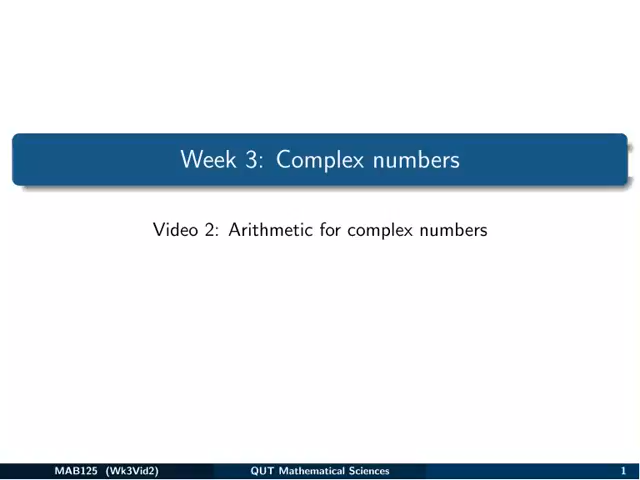 Week 3: Complex numbers
Video 2: Arithmetic for complex numbers
MAB125 (Wk3Vid2) QUT Mathematical Sciences 1